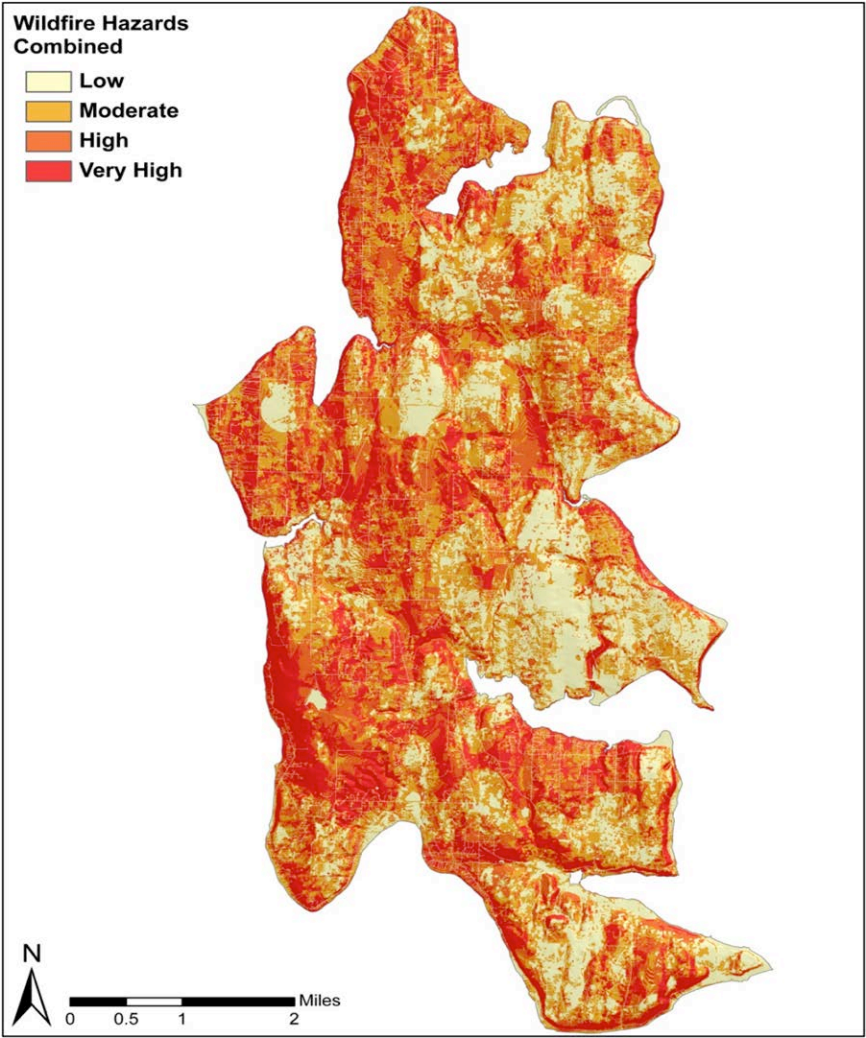 Wildfire Hazards
Combined
Low
Moderate
High
Very High
N
Miles
0 0.5 1 2